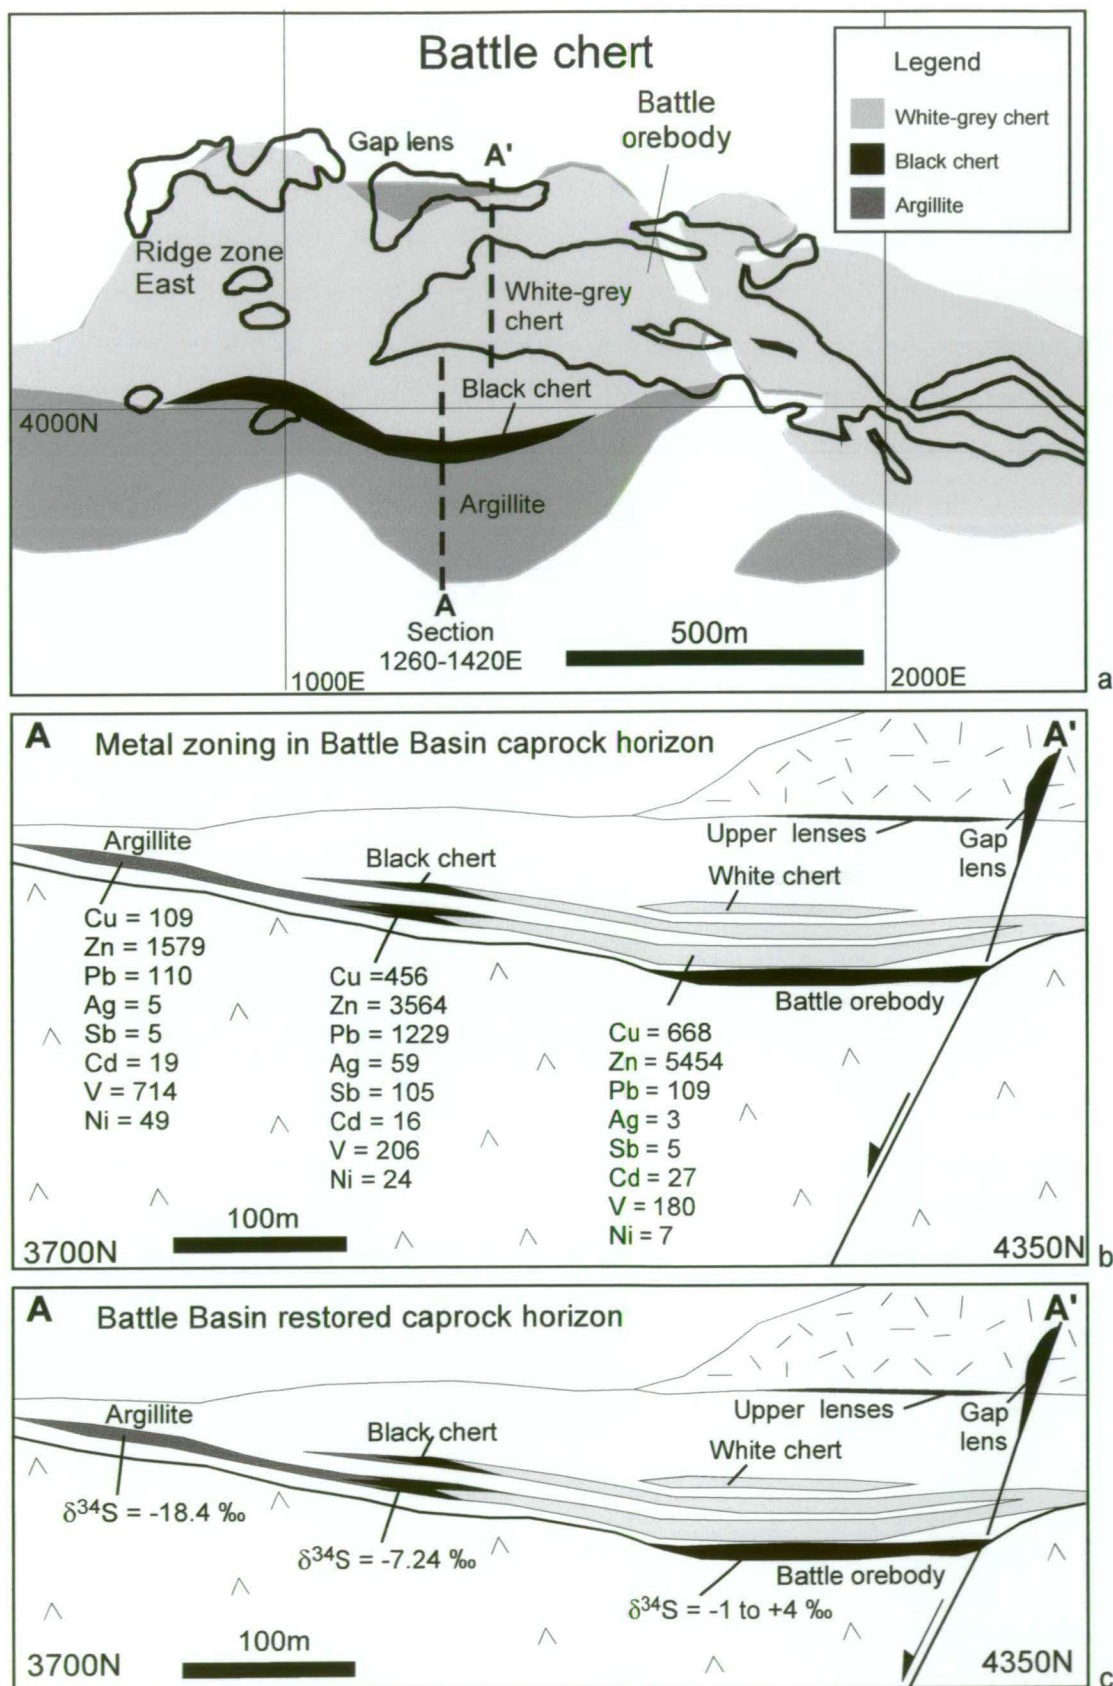 Battle chert
Legend
White-grey chert
Black chert
Argillite
Battle
orebody
Gap lens
A'
Ridge zone
East
White-grey
chert
Black chert
4000N
Argillite
A
Section
1260-1420E
500m
1000E
2000E
a
A
Metal zoning in Battle Basin caprock horizon
A'
Argillite
Black chert
Upper lenses
Gap
lens
White chert
Battle orebody
Cu = 109
Zn = 1579
Pb = 110
Ag = 5
Sb = 5
Cd = 19
V = 714
Ni = 49
Cu =456
Zn = 3564
Pb = 1229
Ag = 59
Sb = 105
Cd = 16
V = 206
Ni = 24
Cu = 668
Zn = 5454
Pb = 109
Ag = 3
Sb = 5
Cd = 27
V = 180
Ni = 7
100m
3700N
4350N
b
A
Battle Basin restored caprock horizon
A'
Argillite
Black chert
Upper lenses
Gap
lens
White chert
Battle orebody
δ³⁴S = -18.4 ‰
δ³⁴S = -7.24 ‰
δ³⁴S = -1 to +4 ‰
100m
3700N
4350N
c